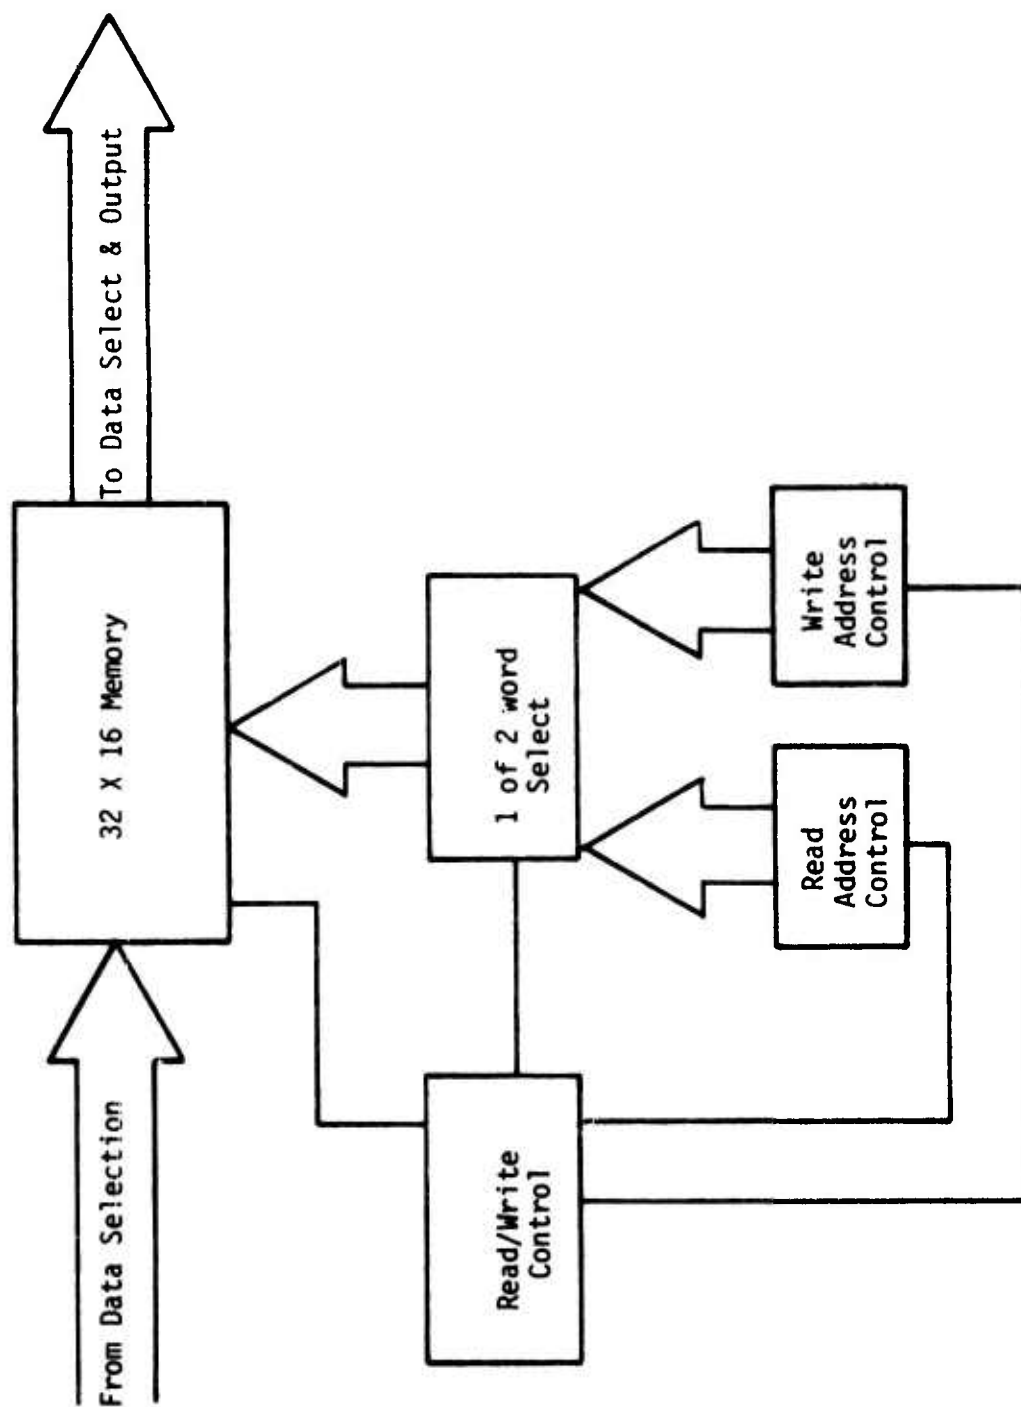 From Data Selection
32 X 16 Memory
To Data Select & Output
Read/Write
Control
1 of 2 word
Select
Read
Address
Control
Write
Address
Control